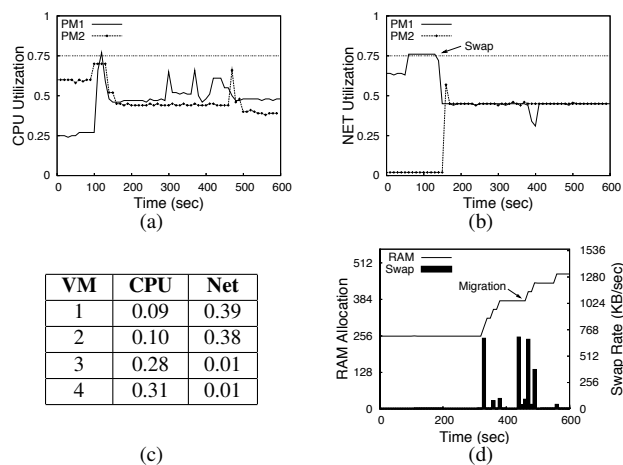 PM1
PM2
CPU Utilization
1
0.75
0.5
0.25
0
0 100 200 300 400 500 600
Time (sec)
(a)
PM1
PM2
Swap
NET Utilization
1
0.75
0.5
0.25
0
0 100 200 300 400 500 600
Time (sec)
(b)
VM CPU Net
1 0.09 0.39
2 0.10 0.38
3 0.28 0.01
4 0.31 0.01
(c)
RAM
Swap
Migration
RAM Allocation
512
384
256
128
0
Swap Rate (KB/sec)
1536
1280
1024
768
512
256
0
0 200 400 600
Time (sec)
(d)